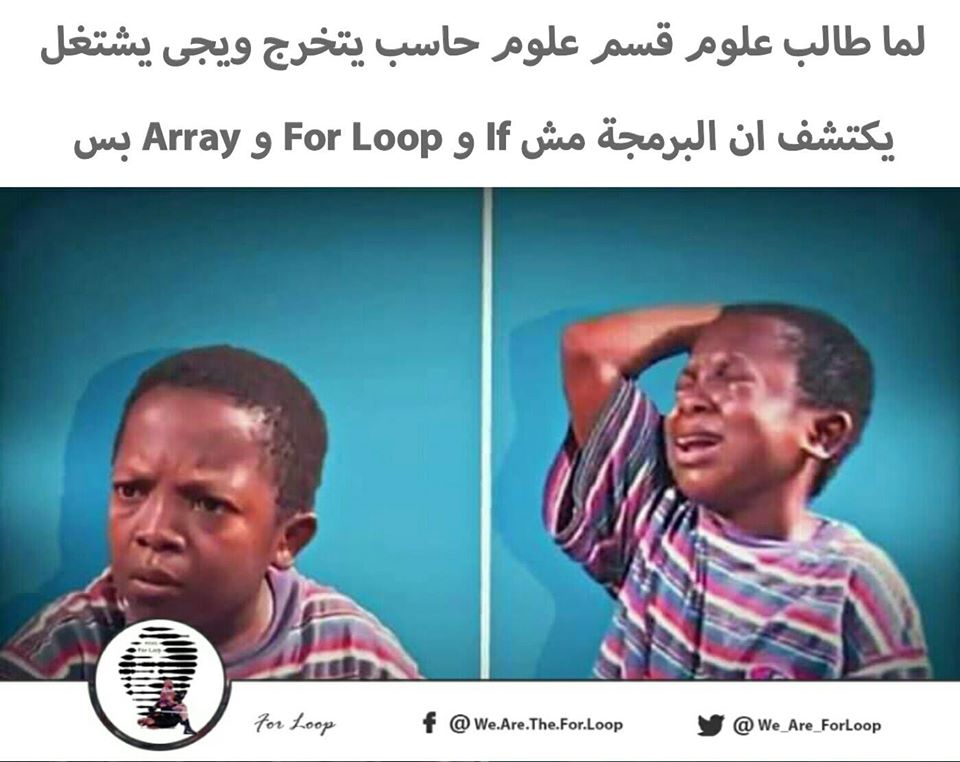 لما طالب علوم قسم علوم حاسب يتخرج ويجى يشتغل
يكتشف ان البرمجة مش If و For Loop و Array بس
For Loop
For Loop
@ We.Are.The.For.Loop
@ We_Are_ForLoop